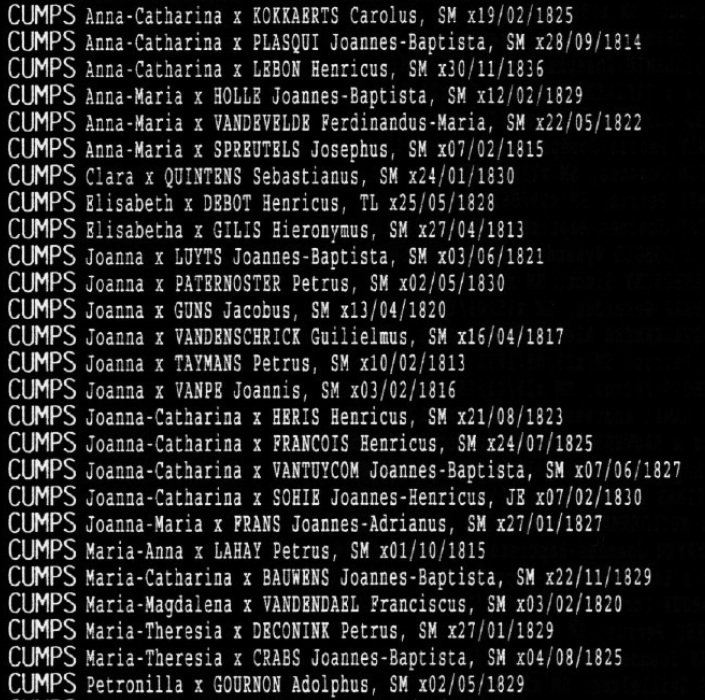 CUMPS Anna-Catharina x KOKKAERTS Carolus, SM x19/02/1825
CUMPS Anna-Catharina x PLASQUI Joannes-Baptista, SM x28/09/1814
CUMPS Anna-Catharina x LEBON Henricus, SM x30/11/1836
CUMPS Anna-Maria x HOLLE Joannes-Baptista, SM x12/02/1829
CUMPS Anna-Maria x VANDEVELDE Ferdinandus-Maria, SM x22/05/1822
CUMPS Anna-Maria x SPREUTELS Josephus, SM x07/02/1815
CUMPS Clara x QUINTENS Sebastianus, SM x24/01/1830
CUMPS Elisabeth x DEBOT Henricus, TL x25/05/1828
CUMPS Elisabetha x GILIS Hieronymus, SM x27/04/1813
CUMPS Joanna x LUYTS Joannes-Baptista, SM x03/06/1821
CUMPS Joanna x PATERNOSTER Petrus, SM x02/05/1830
CUMPS Joanna x GUNS Jacobus, SM x13/04/1820
CUMPS Joanna x VANDENSCHRICK Guilielmus, SM x16/04/1817
CUMPS Joanna x TAYMANS Petrus, SM x10/02/1813
CUMPS Joanna x VANPE Joannis, SM x03/02/1816
CUMPS Joanna-Catharina x HERIS Henricus, SM x21/08/1823
CUMPS Joanna-Catharina x FRANCOIS Henricus, SM x24/07/1825
CUMPS Joanna-Catharina x VANTUYCOM Joannes-Baptista, SM x07/06/1827
CUMPS Joanna-Catharina x SOHIE Joannes-Henricus, JE x07/02/1830
CUMPS Joanna-Maria x FRANS Joannes-Adrianus, SM x27/01/1827
CUMPS Maria-Anna x LAHAY Petrus, SM x01/10/1815
CUMPS Maria-Catharina x BAUWENS Joannes-Baptista, SM x22/11/1829
CUMPS Maria-Magdalena x VANDENDAEL Franciscus, SM x03/02/1820
CUMPS Maria-Theresia x DECONINK Petrus, SM x27/01/1829
CUMPS Maria-Theresia x CRABS Joannes-Baptista, SM x04/08/1825
CUMPS Petronilla x GOURNON Adolphus, SM x02/05/1829